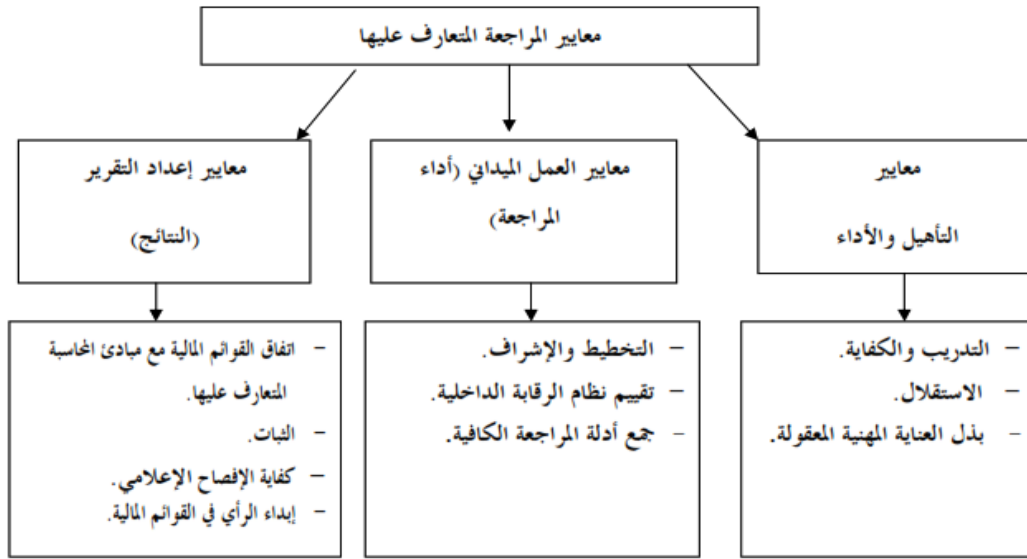 معايير المراجعة المتعارف عليها
معايير
التأهيل والأداء
معايير العمل الميداني (أداء
المراجعة)
معايير إعداد التقرير
(النتائج)
– التدريب والكفاية.
– الاستقلال.
- بذل العناية المهنية المعقولة.
– التخطيط والإشراف.
– تقييم نظام الرقابة الداخلية.
- جمع أدلة المراجعة الكافية.
– اتفاق القوائم المالية مع مبادئ المحاسبة
المتعارف عليها.
– الثبات.
– كفاية الإفصاح الإعلامي.
– إبداء الرأي في القوائم المالية.